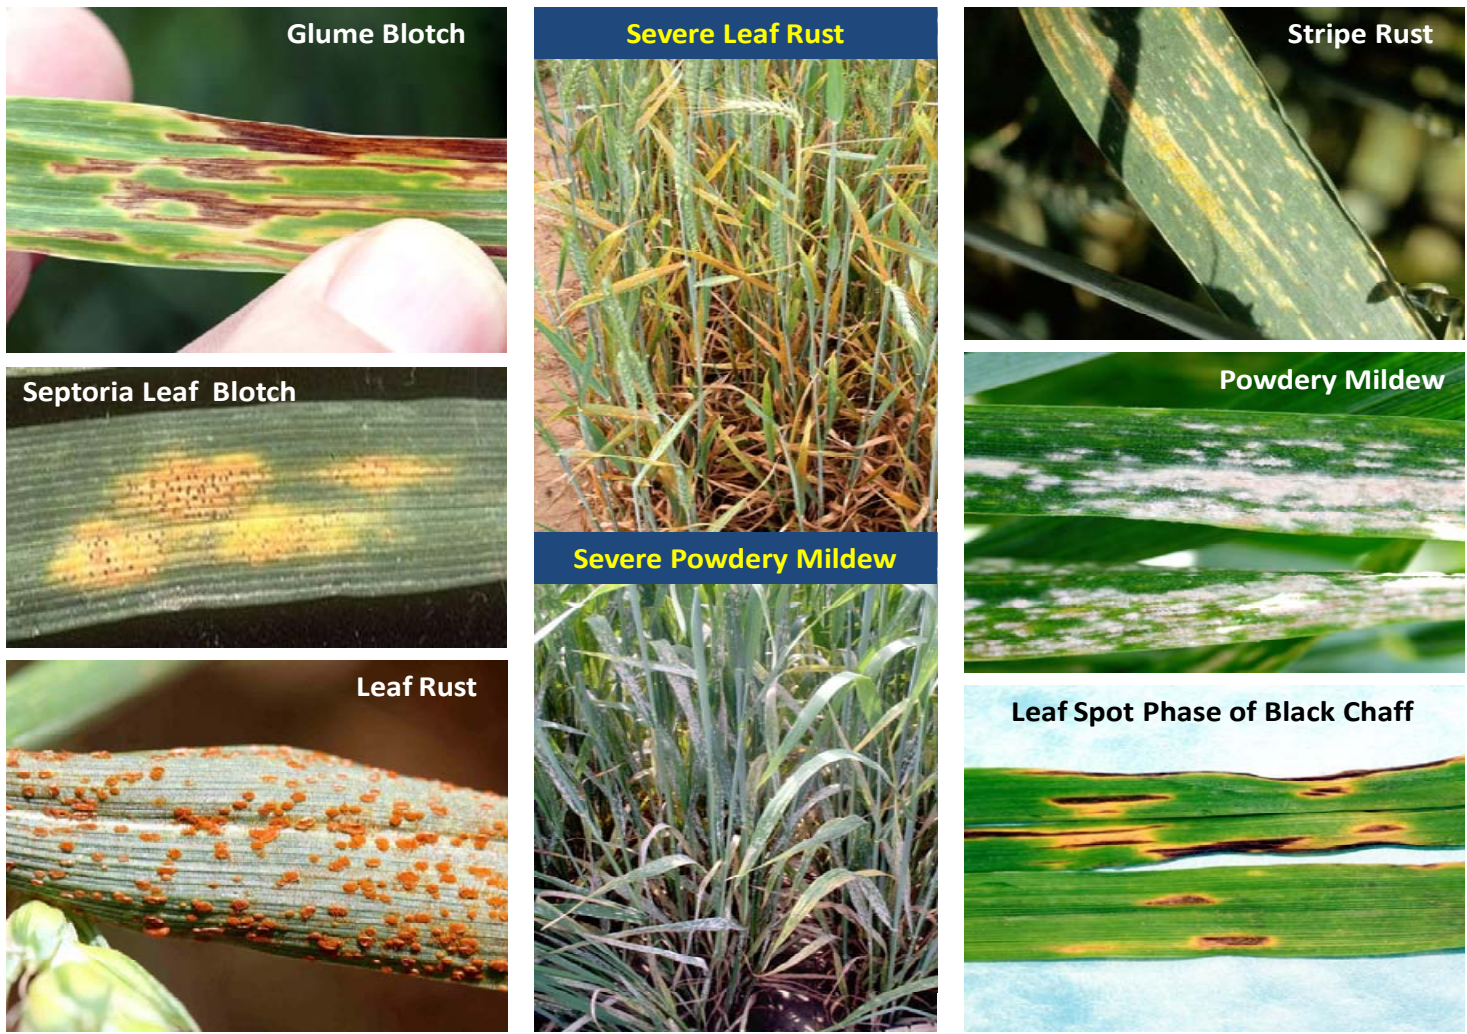 Glume Blotch
Severe Leaf Rust
Stripe Rust
Septoria Leaf Blotch
Powdery Mildew
Severe Powdery Mildew
Leaf Rust
Leaf Spot Phase of Black Chaff